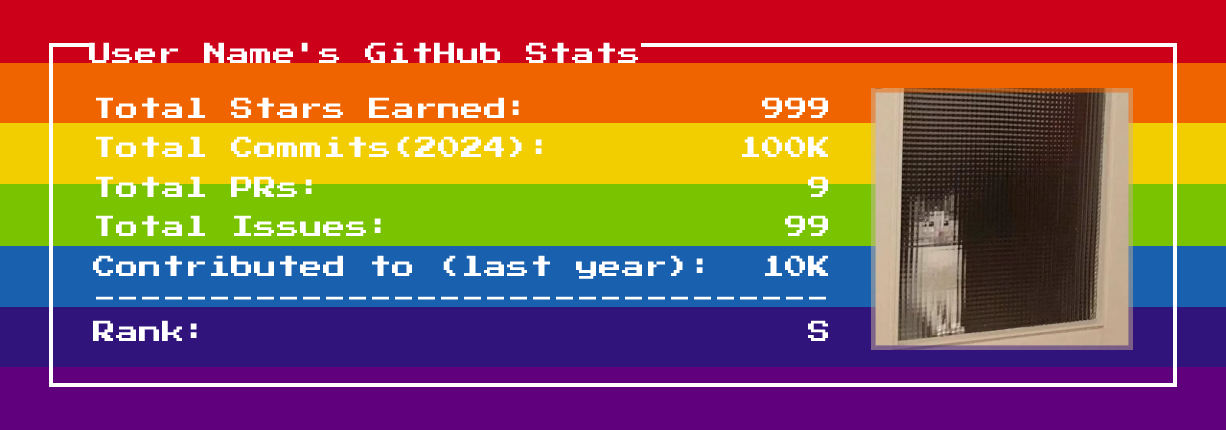 User Name's GitHub Stats
Total Stars Earned: 999
Total Commits(2024): 100K
Total PRs: 9
Total Issues: 99
Contributed to (last year): 10K
--------------------------------
Rank: S